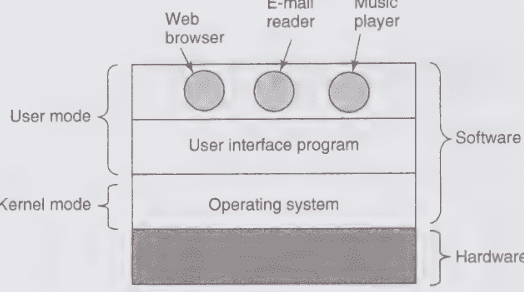 E-mail
Music
Web
reader
player
browser
User mode
User interface program
Software
Kernel mode
Operating system
Hardware